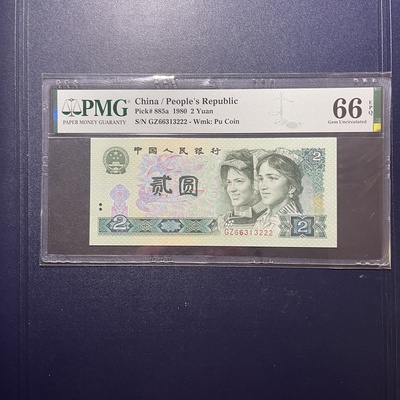 PMG
PAPER MONEY GUARANTY
China / People's Republic
Pick# 885a 1980 2 Yuan
S/N GZ66313222 - Wmk: Pu Coin
66 EPQ
Gem Uncirculated
中国人民银行
2
贰圆
2
GZ66313222
2